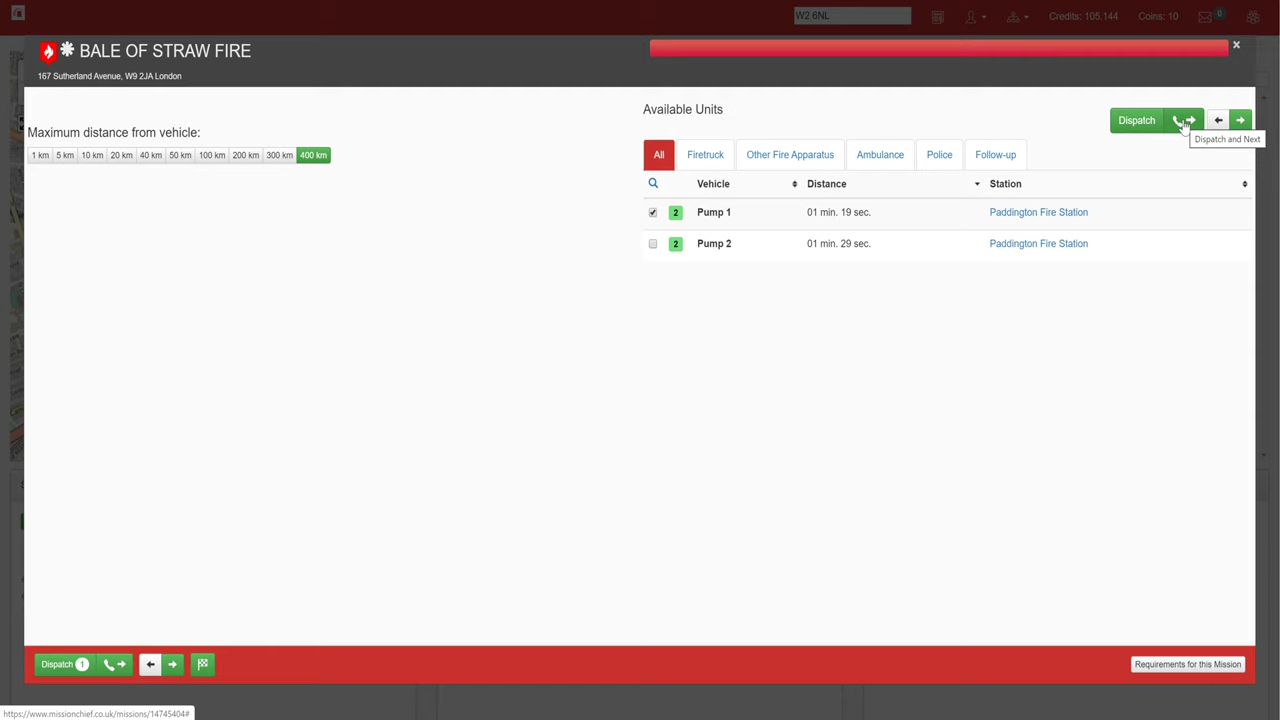 W2 6NL
Credits: 105.144
Coins: 10
0
BALE OF STRAW FIRE
167 Sutherland Avenue, W9 2JA London
Available Units
Dispatch
Dispatch and Next
Maximum distance from vehicle:
1 km 5 km 10 km 20 km 40 km 50 km 100 km 200 km 300 km 400 km
All Firetruck Other Fire Apparatus Ambulance Police Follow-up
Vehicle Distance Station
2 Pump 1 01 min. 19 sec. Paddington Fire Station
2 Pump 2 01 min. 29 sec. Paddington Fire Station
Dispatch 1
Requirements for this Mission
https://www.missionchief.co.uk/missions/14745404#